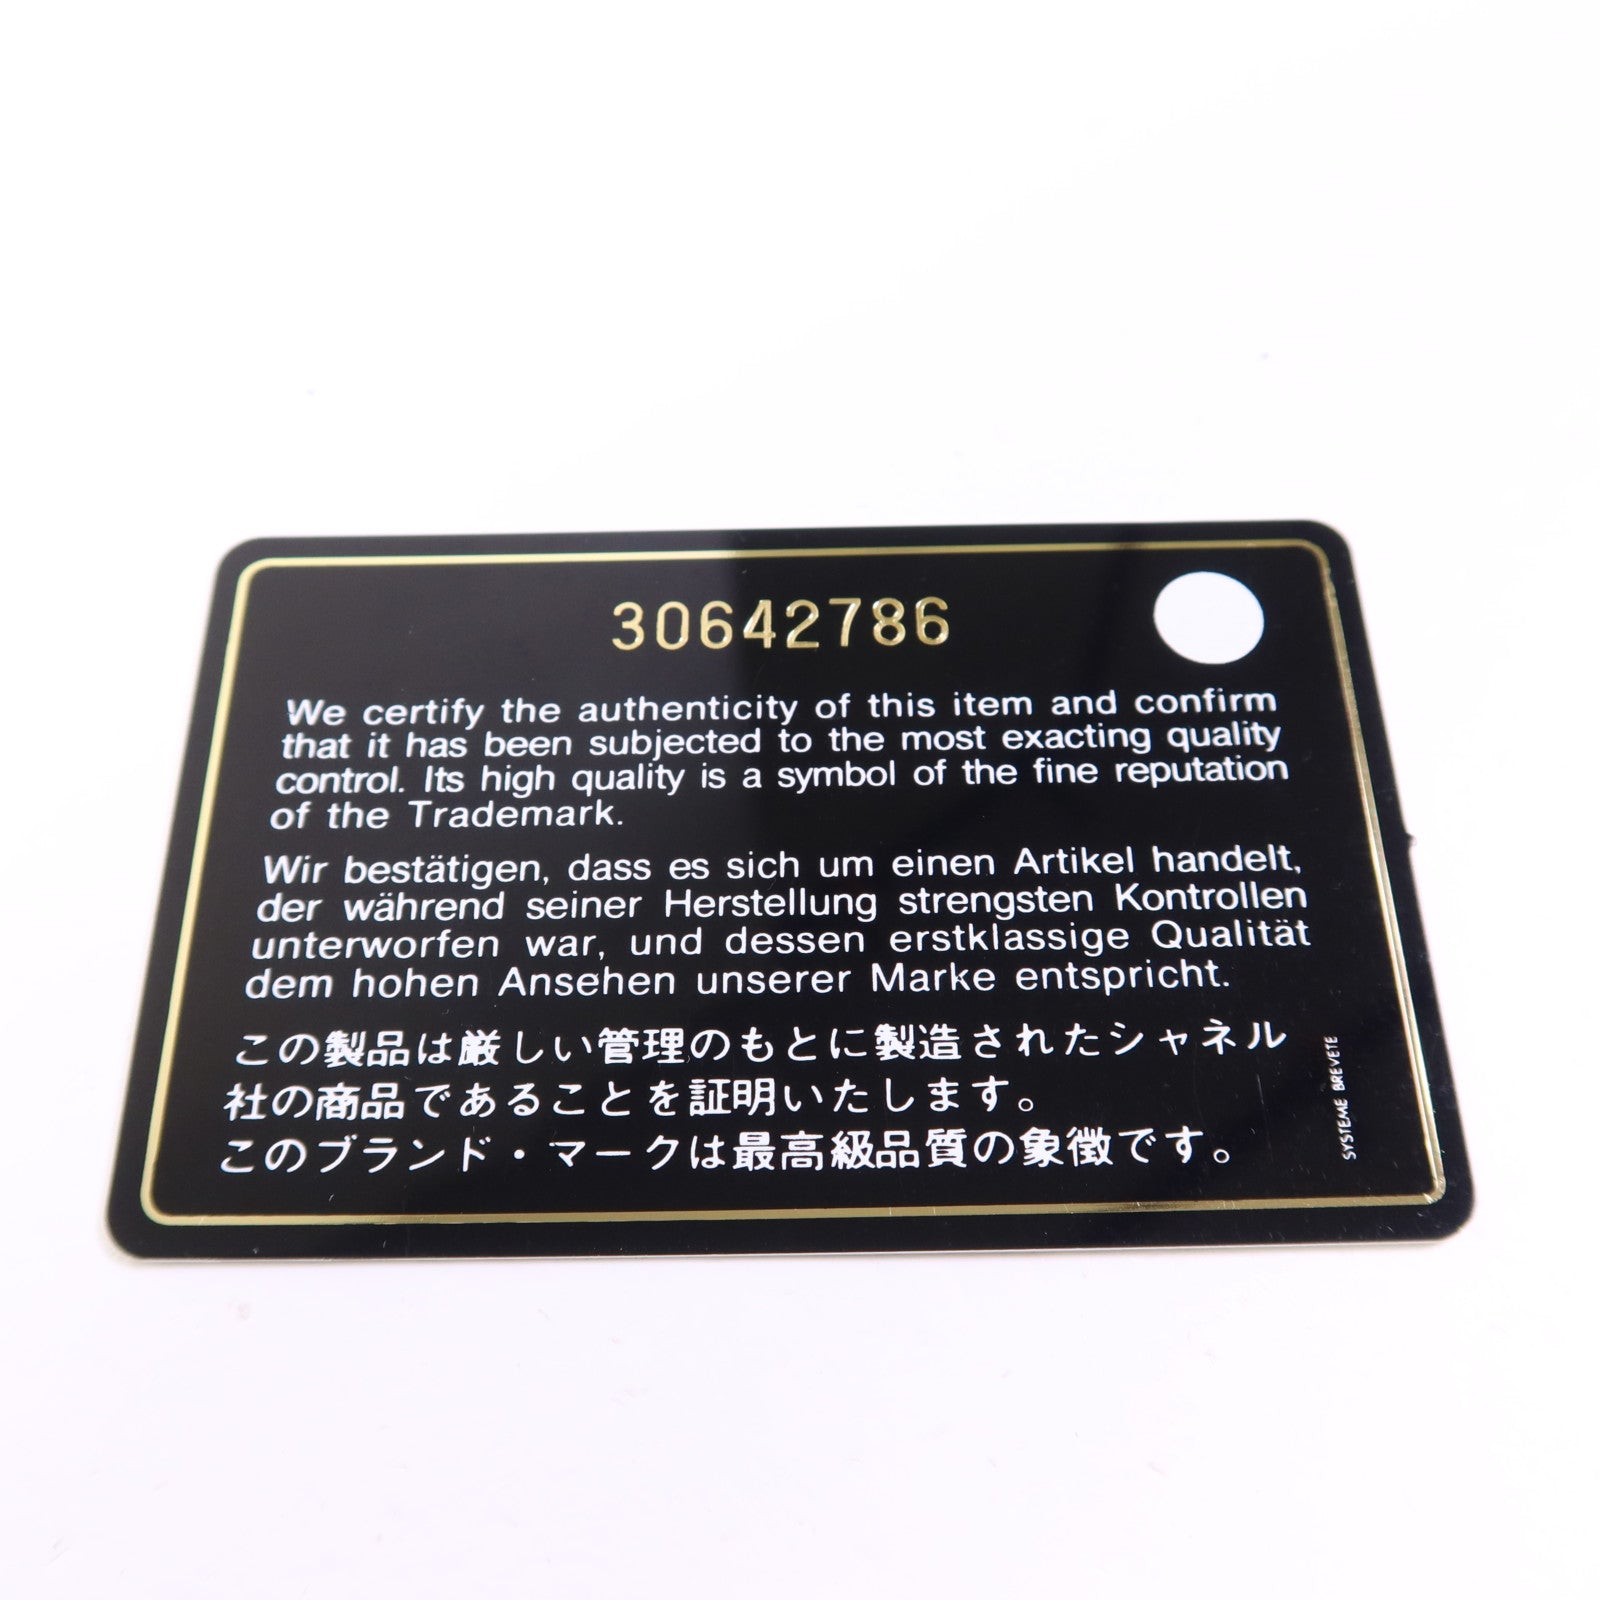 30642786
We certify the authenticity of this item and confirm
that it has been subjected to the most exacting quality
control. Its high quality is a symbol of the fine reputation
of the Trademark.
Wir bestätigen, dass es sich um einen Artikel handelt,
der während seiner Herstellung strengsten Kontrollen
unterworfen war, und dessen erstklassige Qualität
dem hohen Ansehen unserer Marke entspricht.
この製品は厳しい管理のもとに製造されたシャネル
社の商品であることを証明いたします。
このブランド・マークは最高級品質の象徴です。
SYSTEME BREVETE